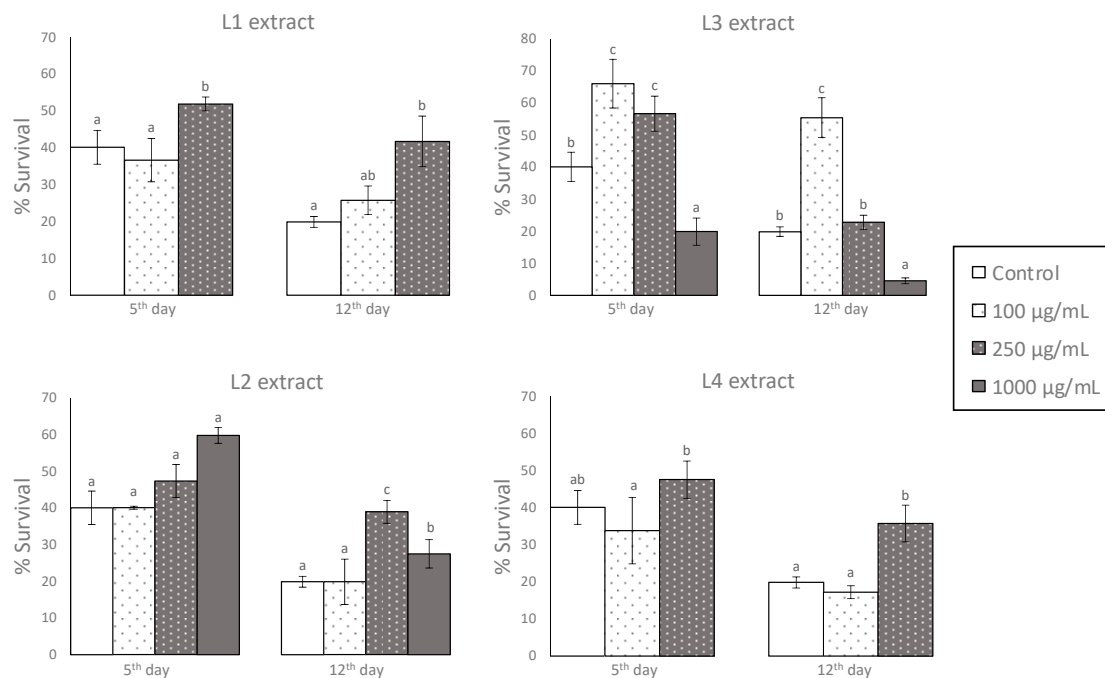 L1 extract
% Survival
70
60
50
40
30
20
10
0
a
a
b
a
ab
b
5th day
12th day
L3 extract
% Survival
80
70
60
50
40
30
20
10
0
b
c
c
a
b
c
b
a
5th day
12th day
Control
100 µg/mL
250 µg/mL
1000 µg/mL
L2 extract
% Survival
70
60
50
40
30
20
10
0
a
a
a
a
a
a
c
b
5th day
12th day
L4 extract
% Survival
70
60
50
40
30
20
10
0
ab
a
b
a
a
b
5th day
12th day